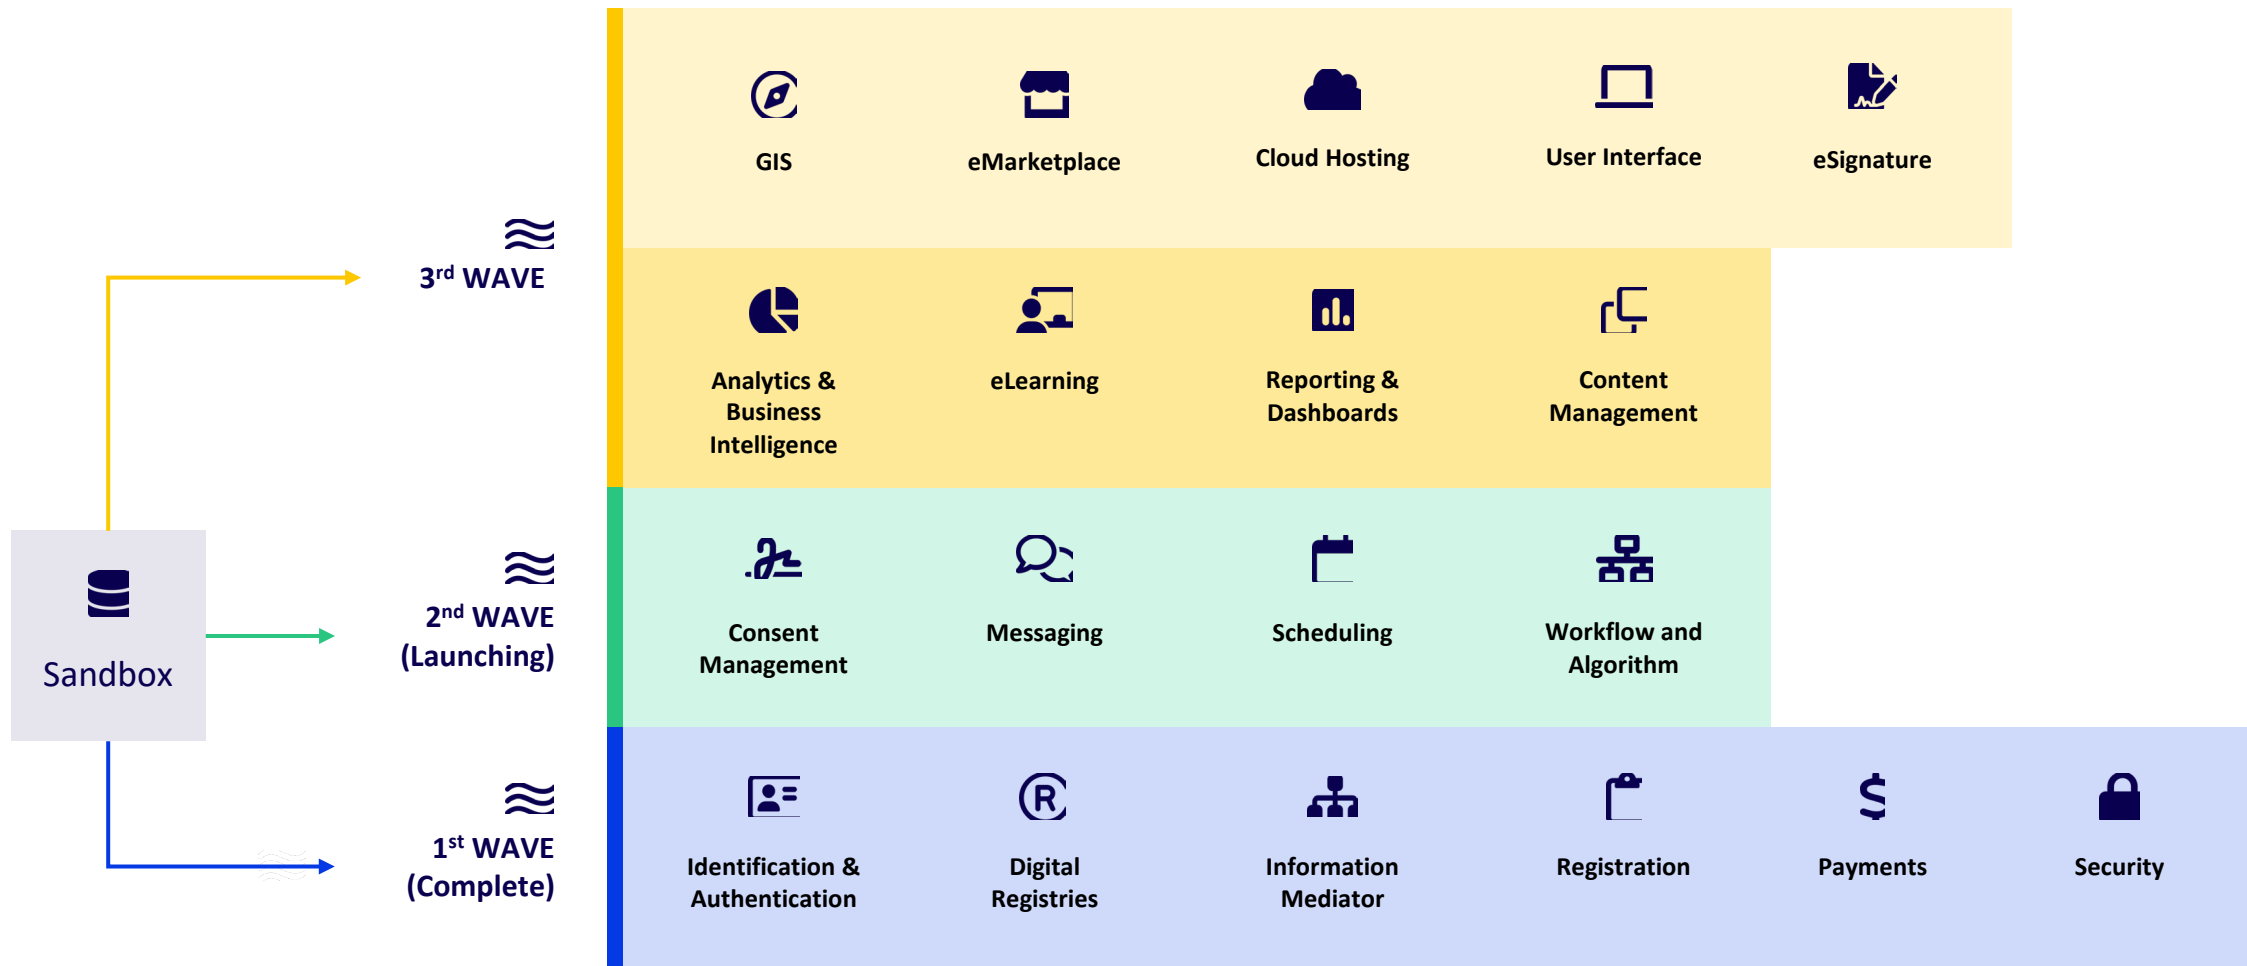 GIS
eMarketplace
Cloud Hosting
User Interface
eSignature
3rd WAVE
Analytics &
Business
Intelligence
eLearning
Reporting &
Dashboards
Content
Management
Sandbox
2nd WAVE
(Launching)
Consent
Management
Messaging
Scheduling
Workflow and
Algorithm
1st WAVE
(Complete)
Identification &
Authentication
Digital
Registries
Information
Mediator
Registration
Payments
Security